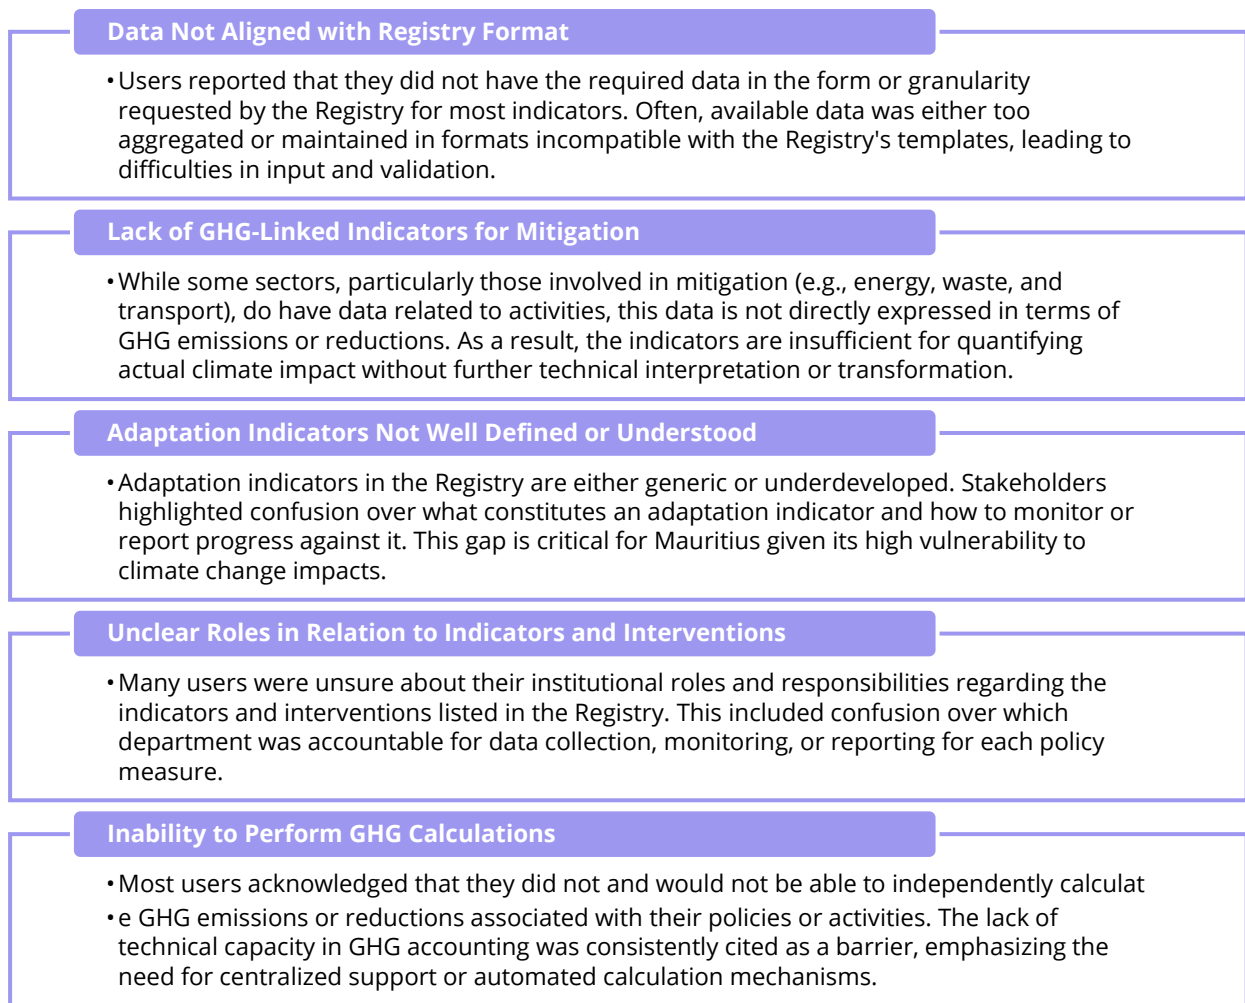 Data Not Aligned with Registry Format
•Users reported that they did not have the required data in the form or granularity
requested by the Registry for most indicators. Often, available data was either too
aggregated or maintained in formats incompatible with the Registry's templates, leading to
difficulties in input and validation.
Lack of GHG-Linked Indicators for Mitigation
•While some sectors, particularly those involved in mitigation (e.g., energy, waste, and
transport), do have data related to activities, this data is not directly expressed in terms of
GHG emissions or reductions. As a result, the indicators are insufficient for quantifying
actual climate impact without further technical interpretation or transformation.
Adaptation Indicators Not Well Defined or Understood
•Adaptation indicators in the Registry are either generic or underdeveloped. Stakeholders
highlighted confusion over what constitutes an adaptation indicator and how to monitor or
report progress against it. This gap is critical for Mauritius given its high vulnerability to
climate change impacts.
Unclear Roles in Relation to Indicators and Interventions
•Many users were unsure about their institutional roles and responsibilities regarding the
indicators and interventions listed in the Registry. This included confusion over which
department was accountable for data collection, monitoring, or reporting for each policy
measure.
Inability to Perform GHG Calculations
•Most users acknowledged that they did not and would not be able to independently calculat
•e GHG emissions or reductions associated with their policies or activities. The lack of
technical capacity in GHG accounting was consistently cited as a barrier, emphasizing the
need for centralized support or automated calculation mechanisms.